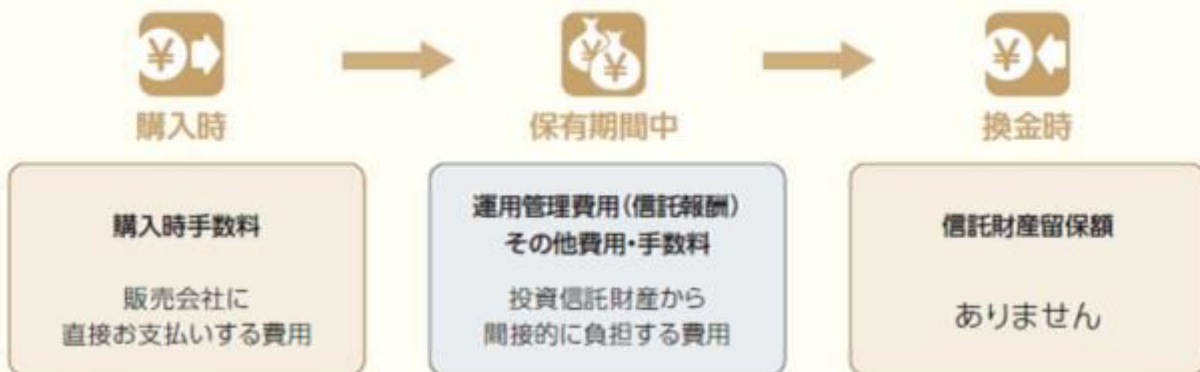 購入時
保有期間中
換金時
購入時手数料
販売会社に
直接お支払いする費用
運用管理費用(信託報酬)
その他費用・手数料
投資信託財産から
間接的に負担する費用
信託財産留保額
ありません